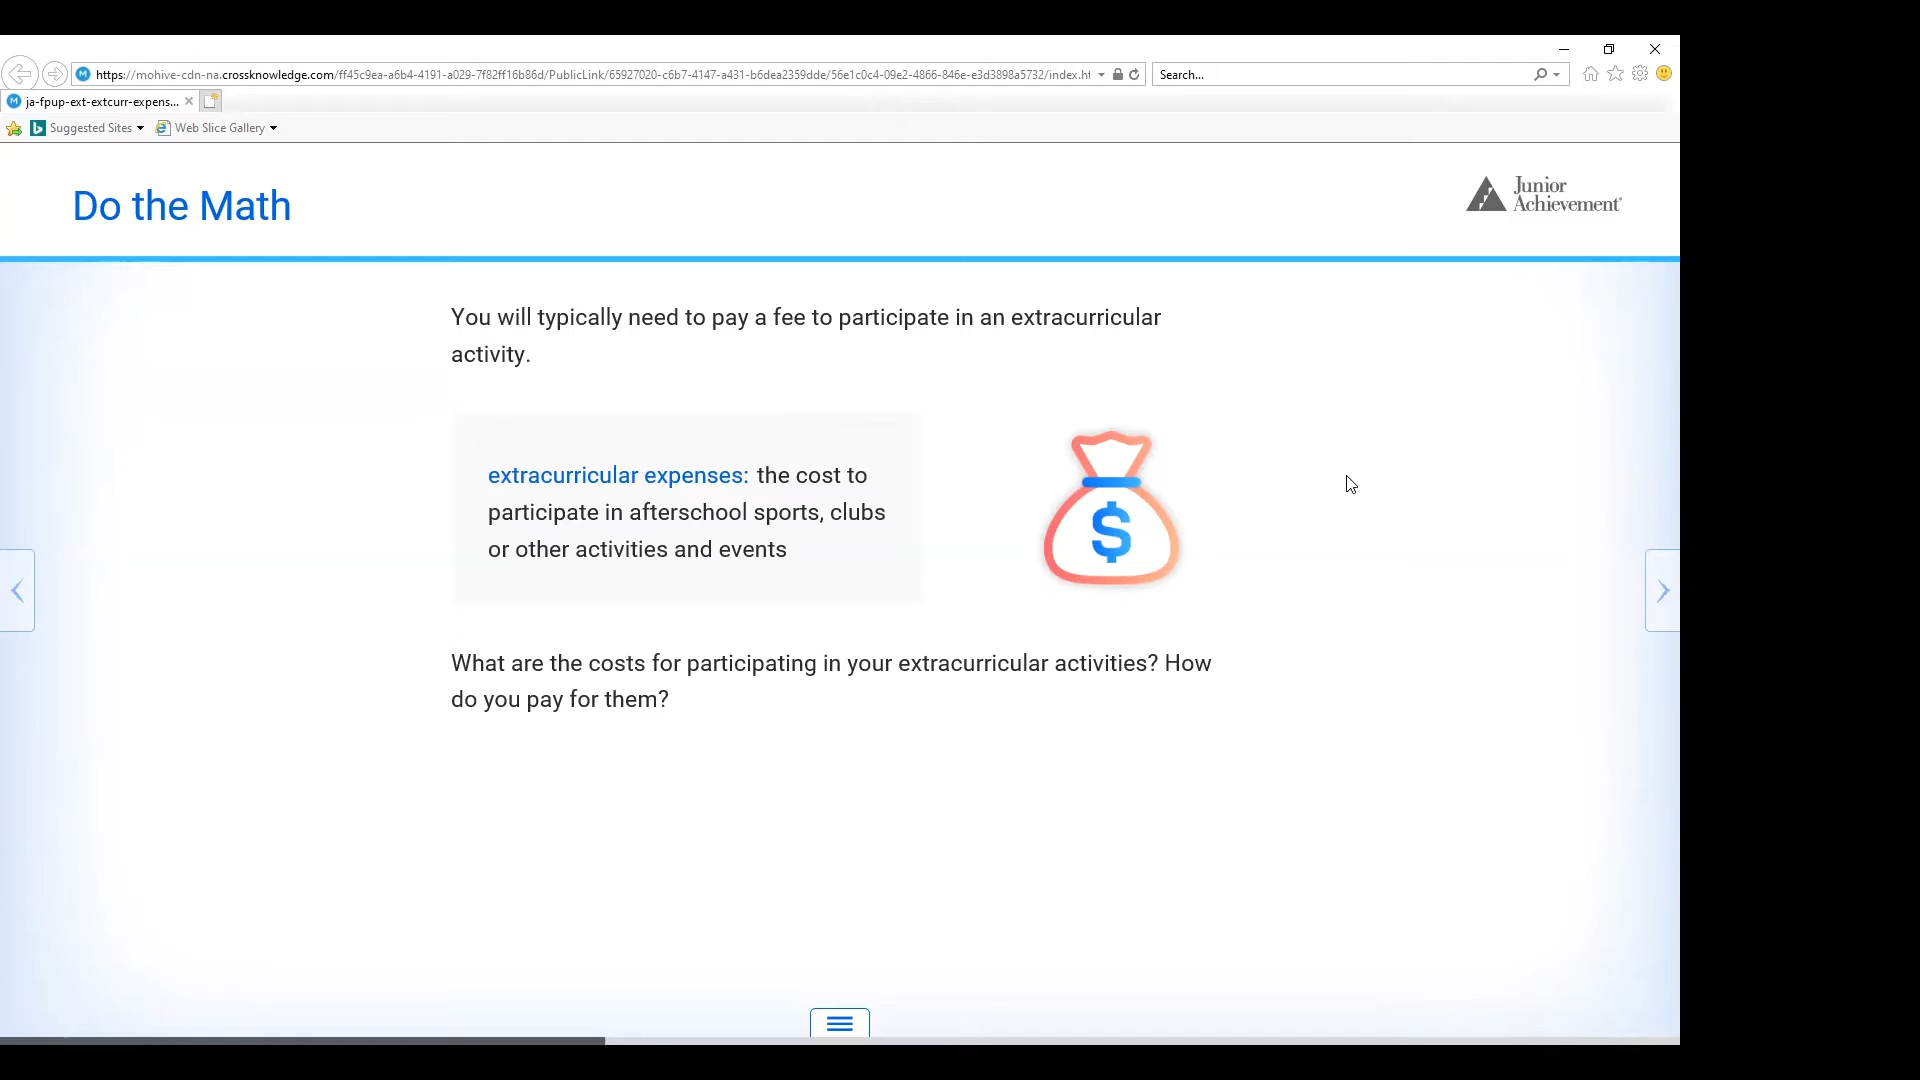 https://mohive-cdn-na.crossknowledge.com/ff45c9ea-a6b4-4191-a029-7f82ff16b86d/PublicLink/65927020-c6b7-4147-a431-b6dea2359dde/56e1c0c4-09e2-4866-846e-e3d3898a5732/index.ht
Search...
ja-fpup-ext-extcurr-expens...
Suggested Sites
Web Slice Gallery
Do the Math
Junior
Achievement
You will typically need to pay a fee to participate in an extracurricular
activity.
extracurricular expenses: the cost to
participate in afterschool sports, clubs
or other activities and events
$
What are the costs for participating in your extracurricular activities? How
do you pay for them?